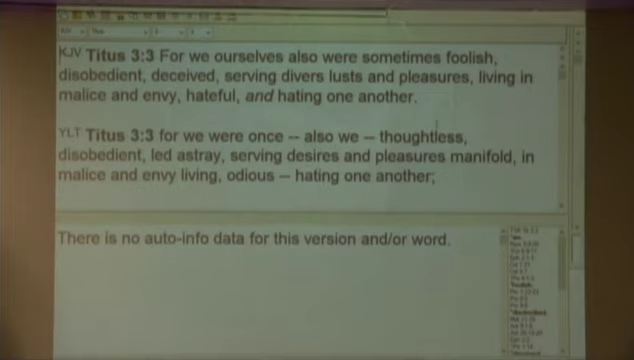 KJV Titus 3:3 For we ourselves also were sometimes foolish,
disobedient, deceived, serving divers lusts and pleasures, living in
malice and envy, hateful, and hating one another.
YLT Titus 3:3 for we were once -- also we -- thoughtless,
disobedient, led astray, serving desires and pleasures manifold, in
malice and envy living, odious -- hating one another;
There is no auto-info data for this version and/or word.